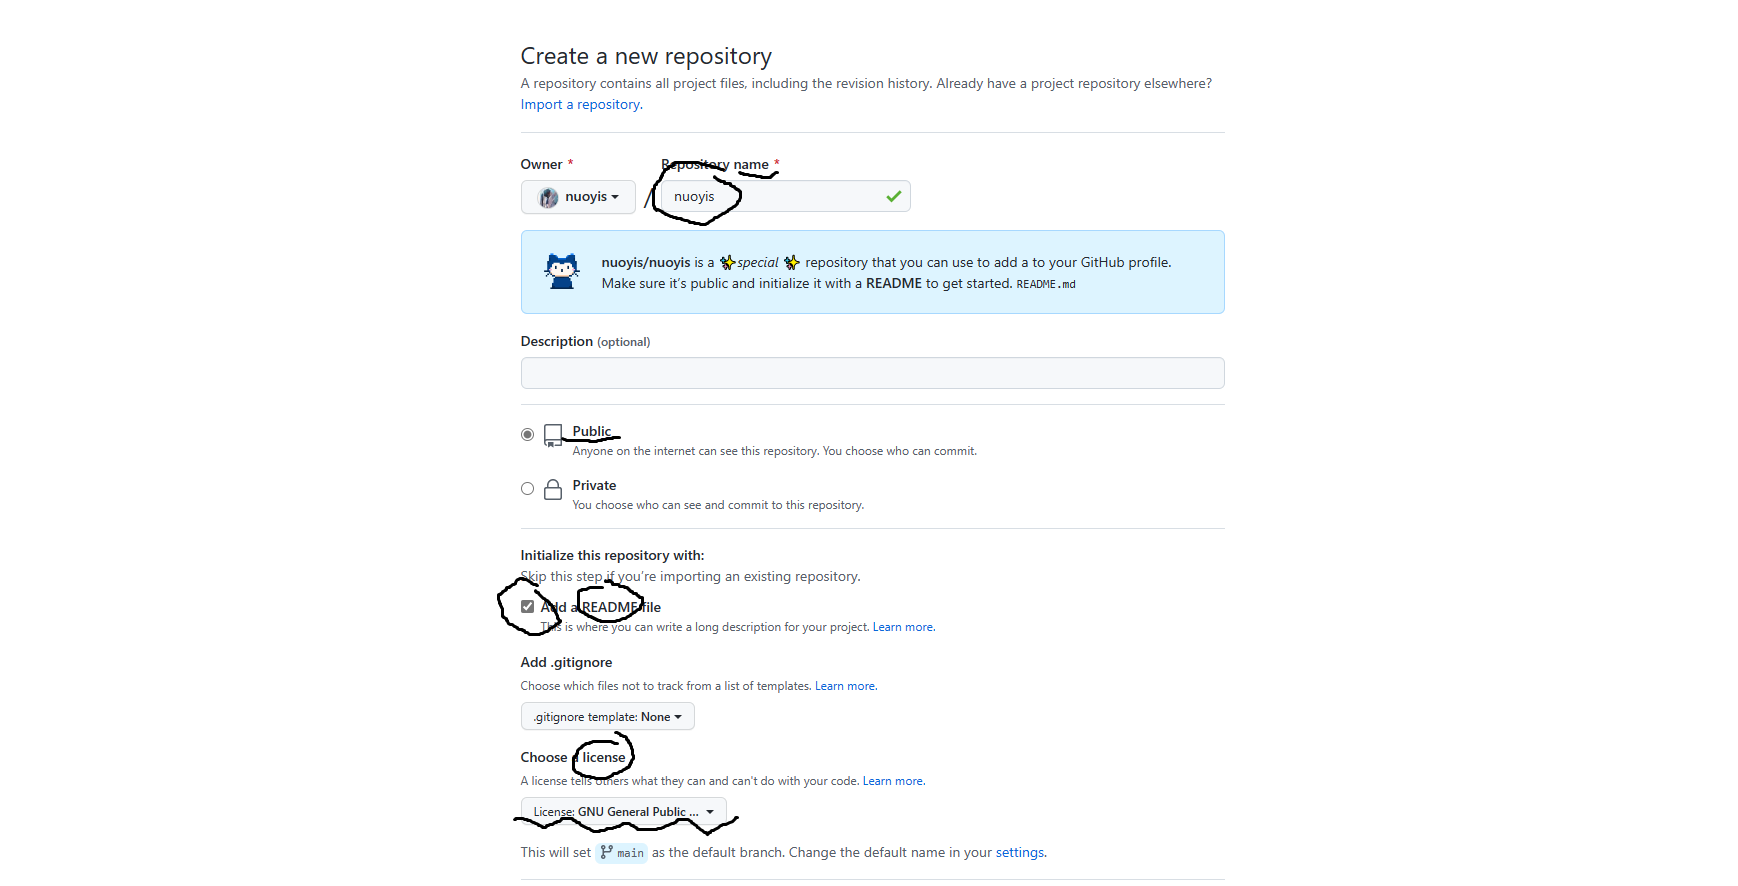 Create a new repository
A repository contains all project files, including the revision history. Already have a project repository elsewhere?
Import a repository.
Owner *
Repository name *
nuoyis
/
nuoyis
nuoyis/nuoyis is a ✨special ✨ repository that you can use to add a to your GitHub profile.
Make sure it’s public and initialize it with a README to get started. README.md
Description (optional)
Public
Anyone on the internet can see this repository. You choose who can commit.
Private
You choose who can see and commit to this repository.
Initialize this repository with:
Skip this step if you’re importing an existing repository.
Add a README file
This is where you can write a long description for your project. Learn more.
Add .gitignore
Choose which files not to track from a list of templates. Learn more.
.gitignore template: None
Choose a license
A license tells others what they can and can't do with your code. Learn more.
License: GNU General Public ...
This will set main as the default branch. Change the default name in your settings.